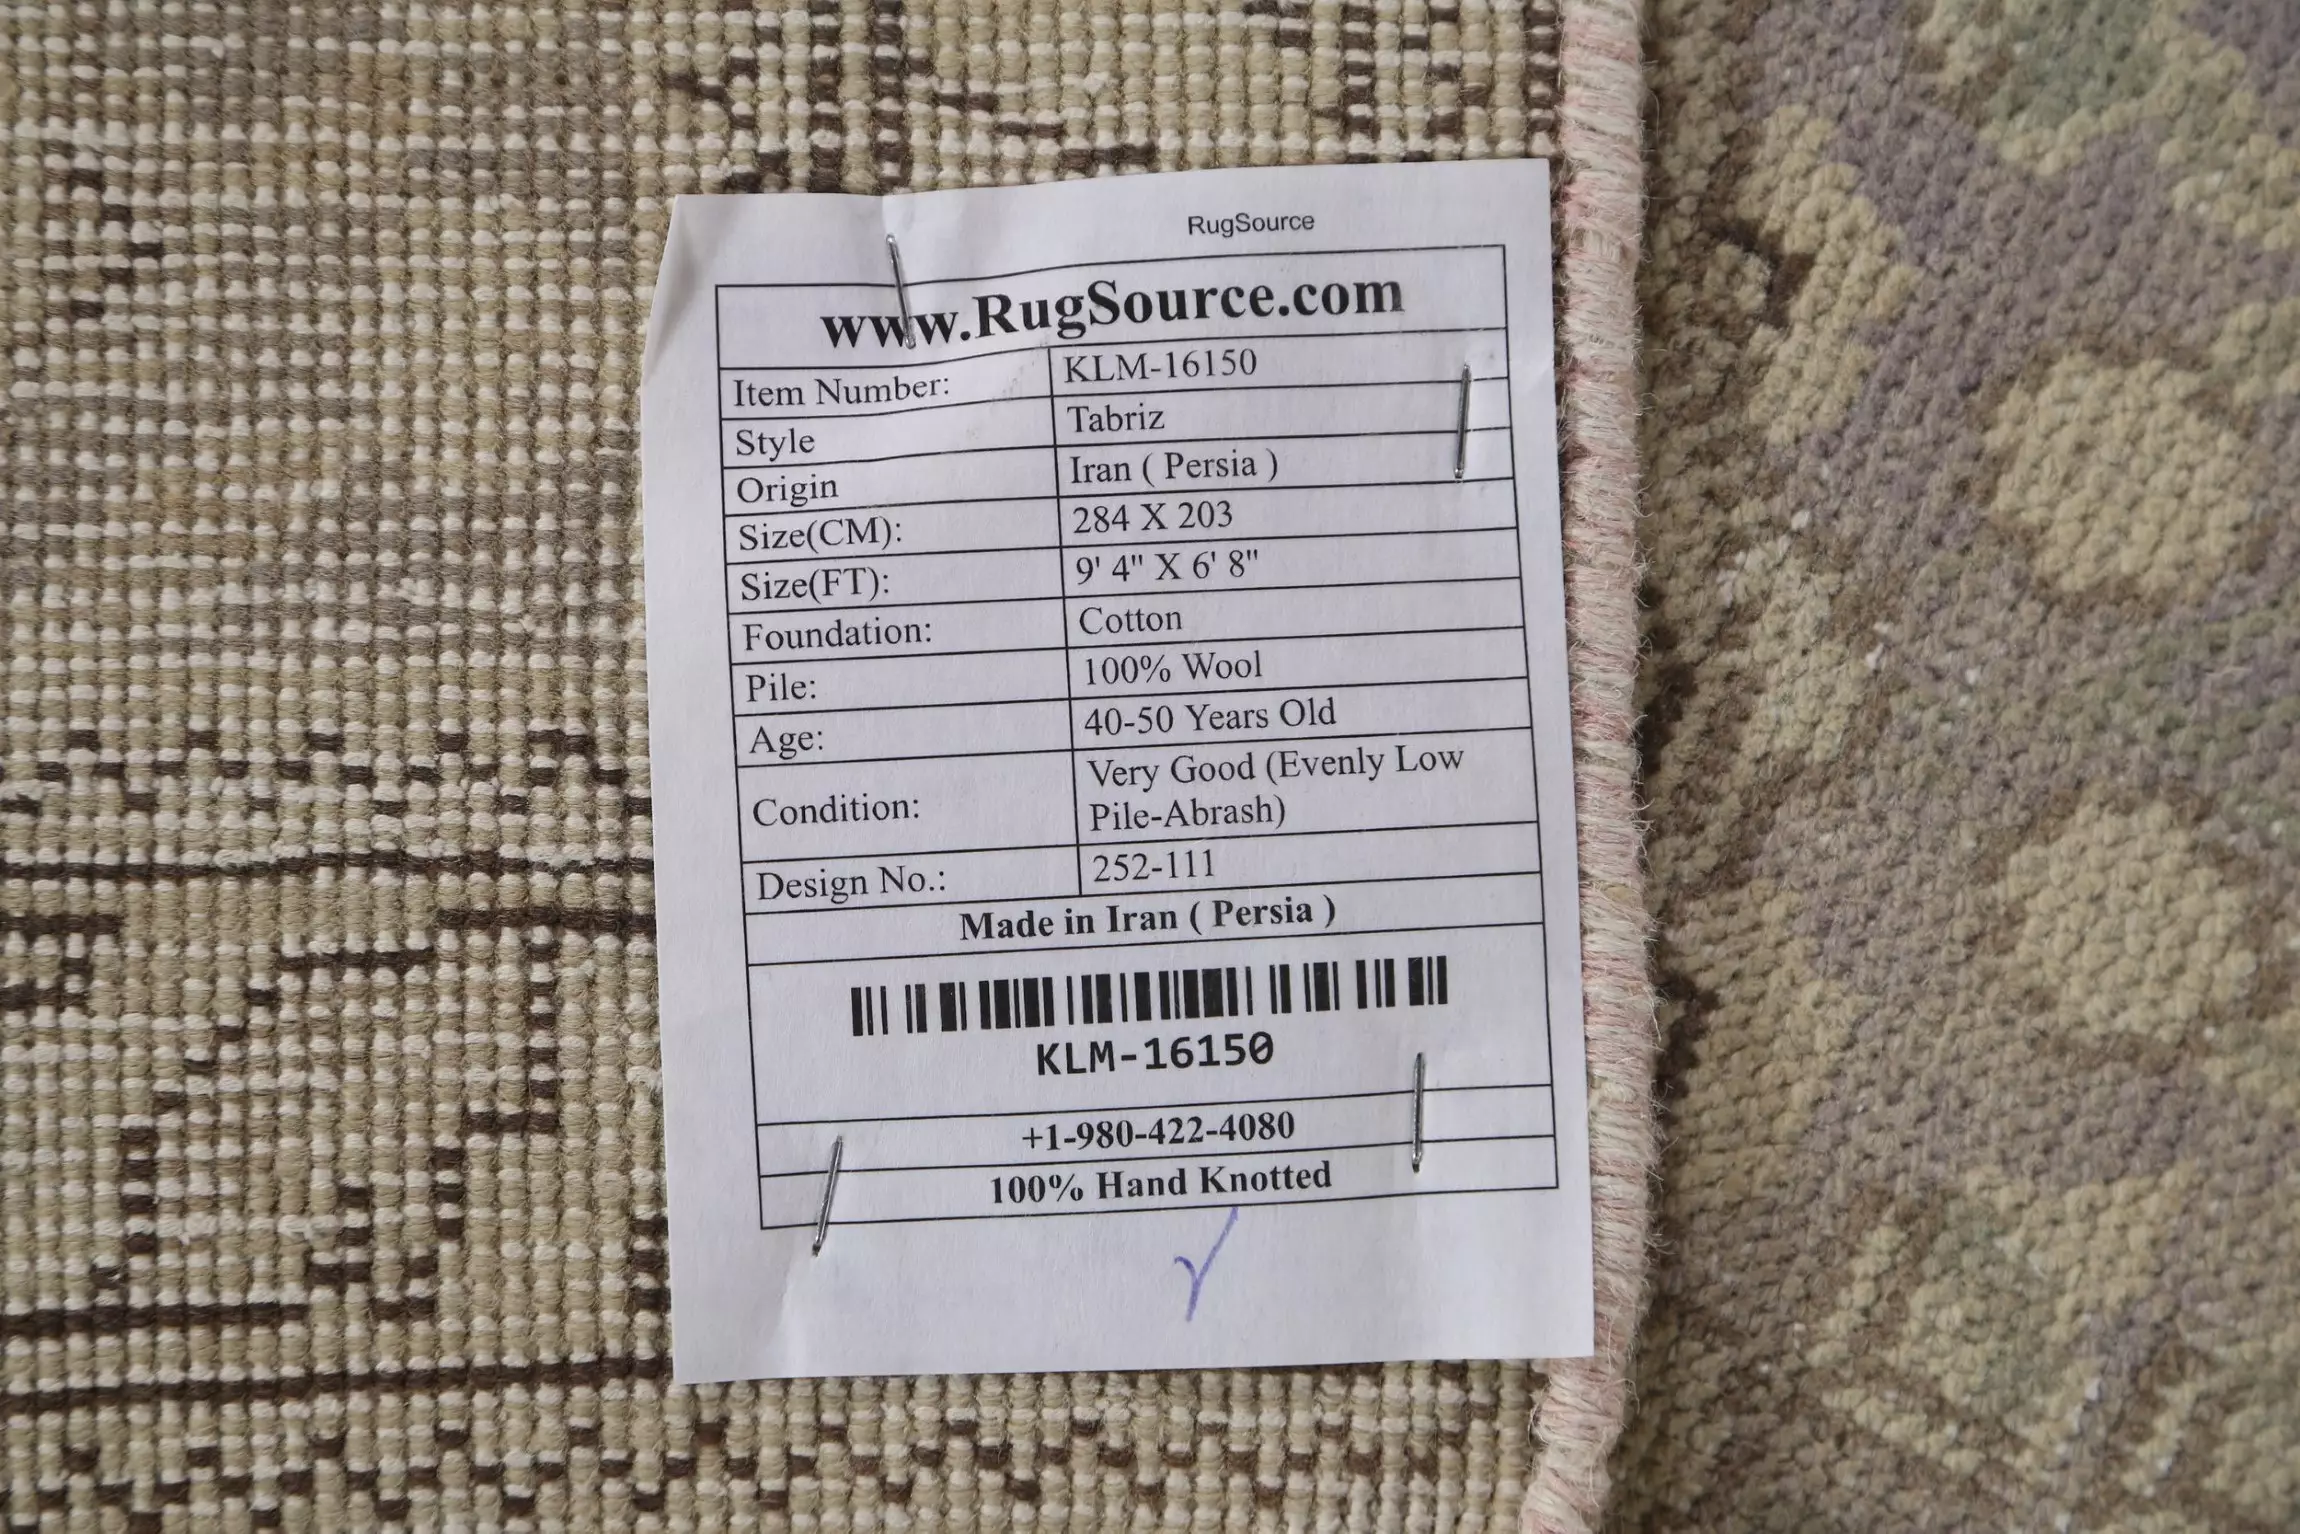 RugSource
www.RugSource.com
Item Number: KLM-16150
Style Tabriz
Origin Iran ( Persia )
Size(CM): 284 X 203
Size(FT): 9' 4" X 6' 8"
Foundation: Cotton
Pile: 100% Wool
Age: 40-50 Years Old
Condition: Very Good (Evenly Low
Pile-Abrash)
Design No.: 252-111
Made in Iran ( Persia )
KLM-16150
+1-980-422-4080
100% Hand Knotted